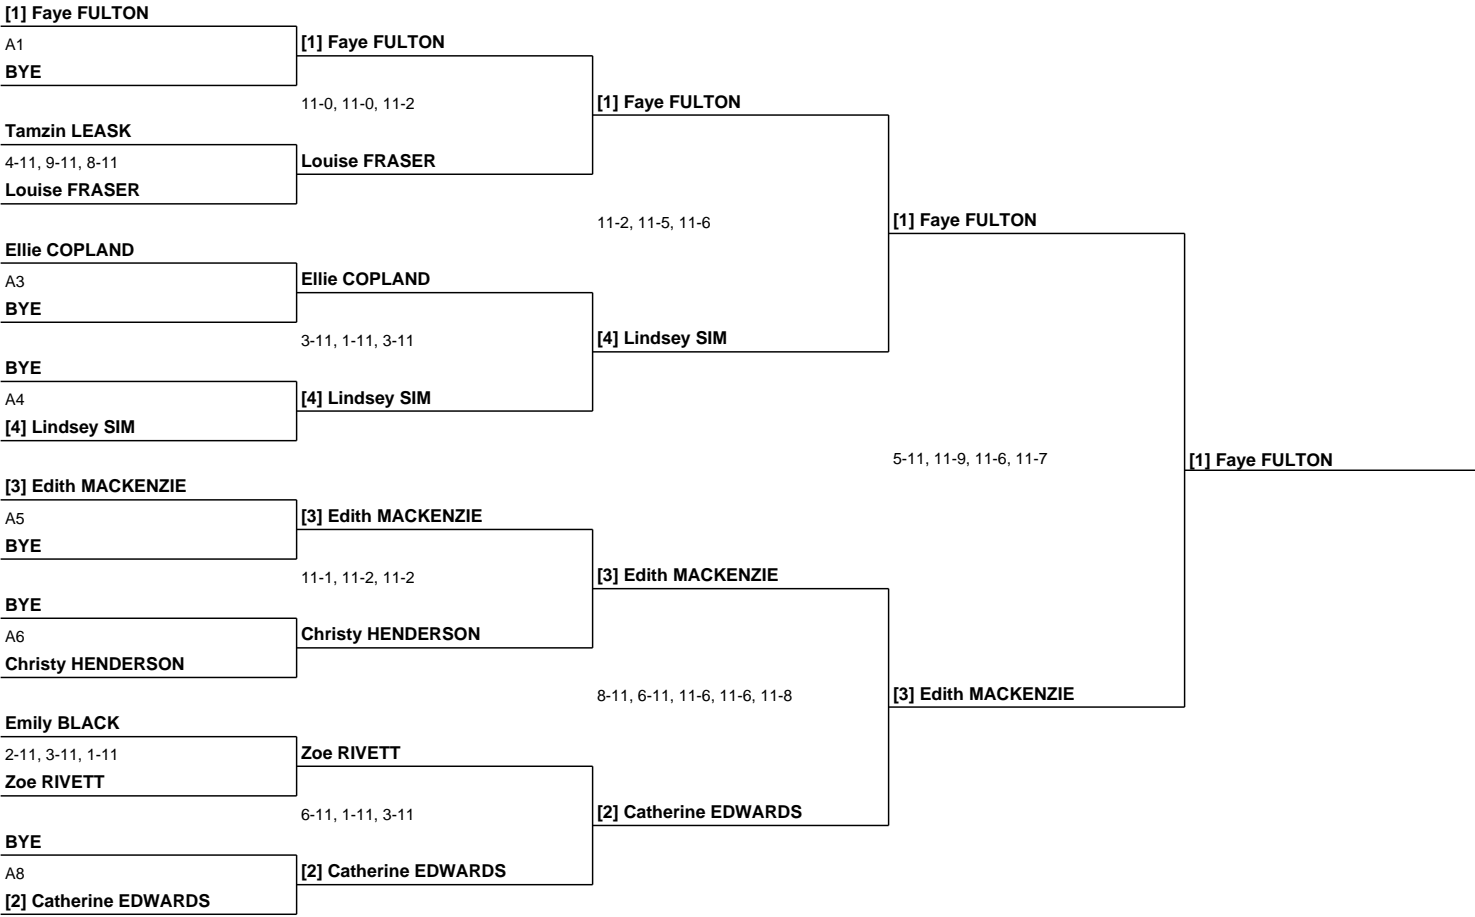 [1] Faye FULTON
A1
BYE
[1] Faye FULTON
11-0, 11-0, 11-2
[1] Faye FULTON
Tamzin LEASK
4-11, 9-11, 8-11
Louise FRASER
Louise FRASER
11-2, 11-5, 11-6
[1] Faye FULTON
Ellie COPLAND
A3
BYE
Ellie COPLAND
3-11, 1-11, 3-11
[4] Lindsey SIM
BYE
A4
[4] Lindsey SIM
[4] Lindsey SIM
5-11, 11-9, 11-6, 11-7
[1] Faye FULTON
[3] Edith MACKENZIE
A5
BYE
[3] Edith MACKENZIE
11-1, 11-2, 11-2
[3] Edith MACKENZIE
BYE
A6
Christy HENDERSON
Christy HENDERSON
8-11, 6-11, 11-6, 11-6, 11-8
[3] Edith MACKENZIE
Emily BLACK
2-11, 3-11, 1-11
Zoe RIVETT
Zoe RIVETT
6-11, 1-11, 3-11
[2] Catherine EDWARDS
BYE
A8
[2] Catherine EDWARDS
[2] Catherine EDWARDS